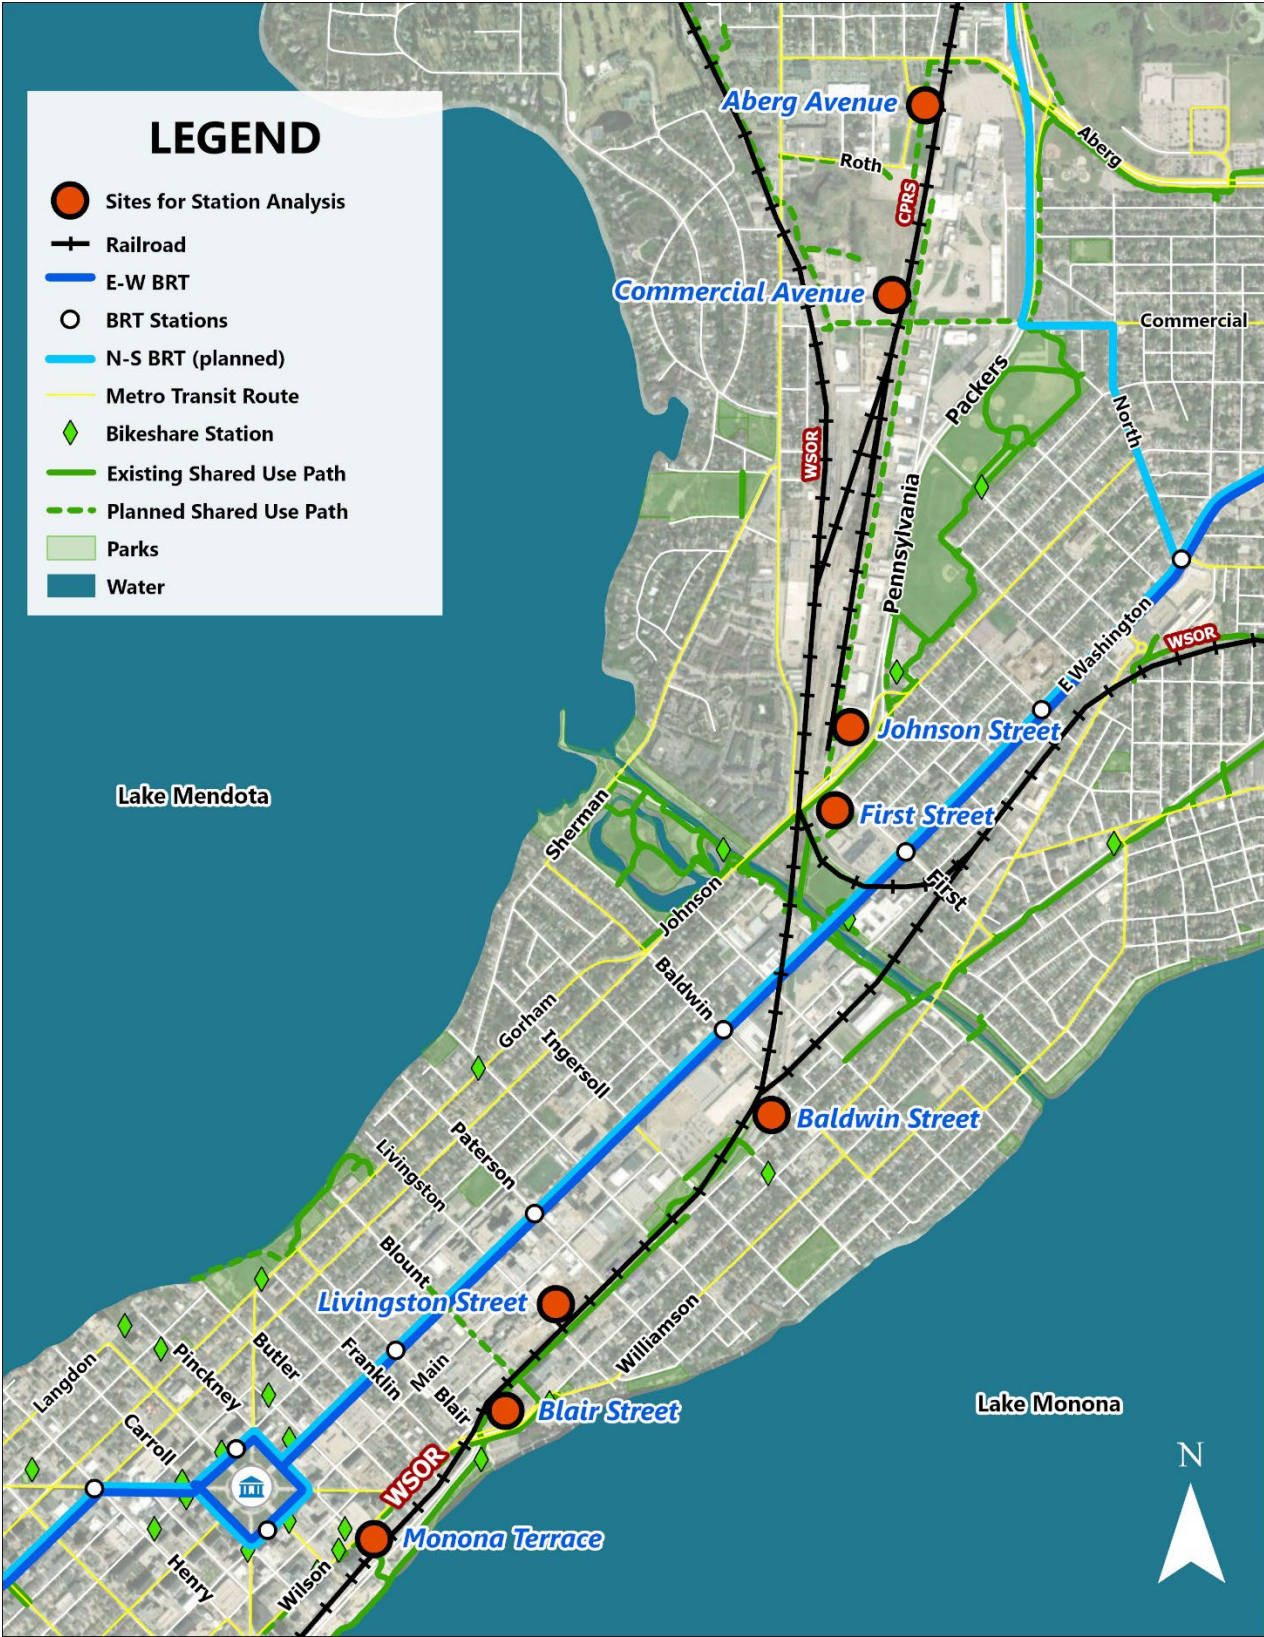 LEGEND
Sites for Station Analysis
Railroad
E-W BRT
BRT Stations
N-S BRT (planned)
Metro Transit Route
Bikeshare Station
Existing Shared Use Path
Planned Shared Use Path
Parks
Water
Aberg Avenue
Aberg
Roth
CPRS
Commercial Avenue
Commercial
Packers
North
WSOR
Pennsylvania
E Washington
WSOR
Johnson Street
Lake Mendota
Sherman
First Street
First
Johnson
Baldwin
Gorham
Ingersoll
Baldwin Street
Paterson
Livingston
Blount
Livingston Street
Williamson
Butler
Franklin
Main
Blair
Pinckney
Langdon
Blair Street
Lake Monona
Carroll
WSOR
N
Monona Terrace
Henry
Wilson